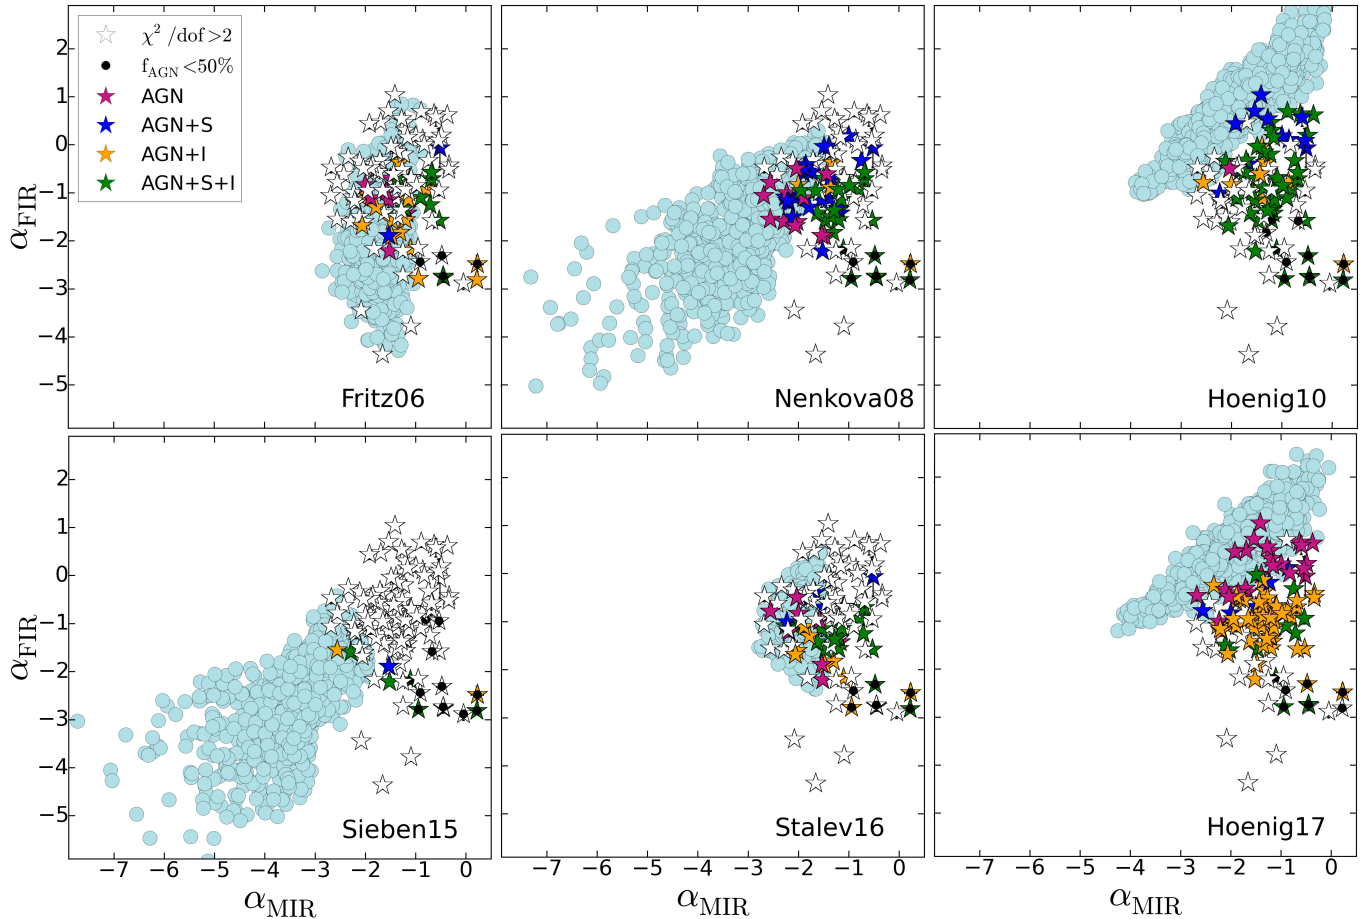 χ² /dof >2
f_AGN <50%
AGN
AGN+S
AGN+I
AGN+S+I
2
1
0
−1
−2
−3
−4
−5
α_FIR
Fritz06
Nenkova08
Hoenig10
2
1
0
−1
−2
−3
−4
−5
α_FIR
Sieben15
Stalev16
Hoenig17
−7 −6 −5 −4 −3 −2 −1 0
−7 −6 −5 −4 −3 −2 −1 0
−7 −6 −5 −4 −3 −2 −1 0
α_MIR
α_MIR
α_MIR